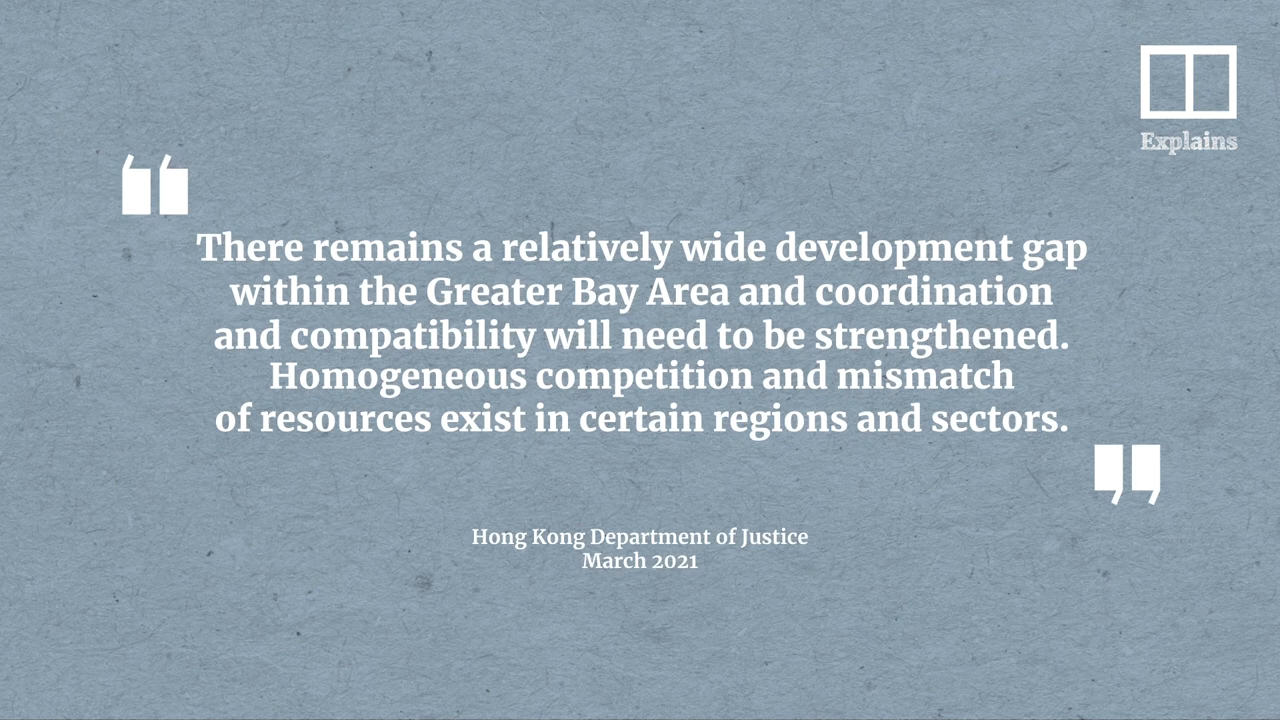 Explains
“
There remains a relatively wide development gap
within the Greater Bay Area and coordination
and compatibility will need to be strengthened.
Homogeneous competition and mismatch
of resources exist in certain regions and sectors.
”
Hong Kong Department of Justice
March 2021